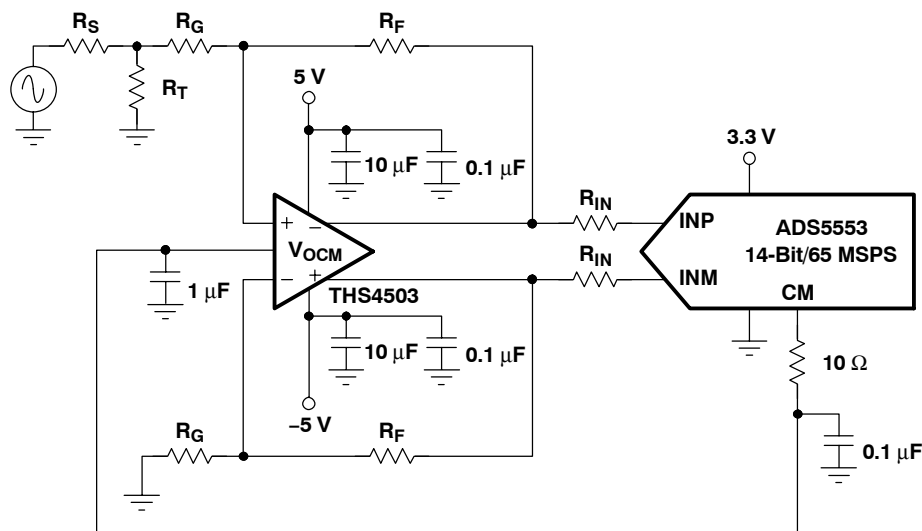 R_S
R_G
R_F
R_T
5 V
10 µF
0.1 µF
3.3 V
R_IN
+
−
INP
ADS5553
14-Bit/65 MSPS
V_OCM
R_IN
INM
−
+
CM
1 µF
THS4503
10 µF
0.1 µF
10 Ω
−5 V
R_G
R_F
0.1 µF